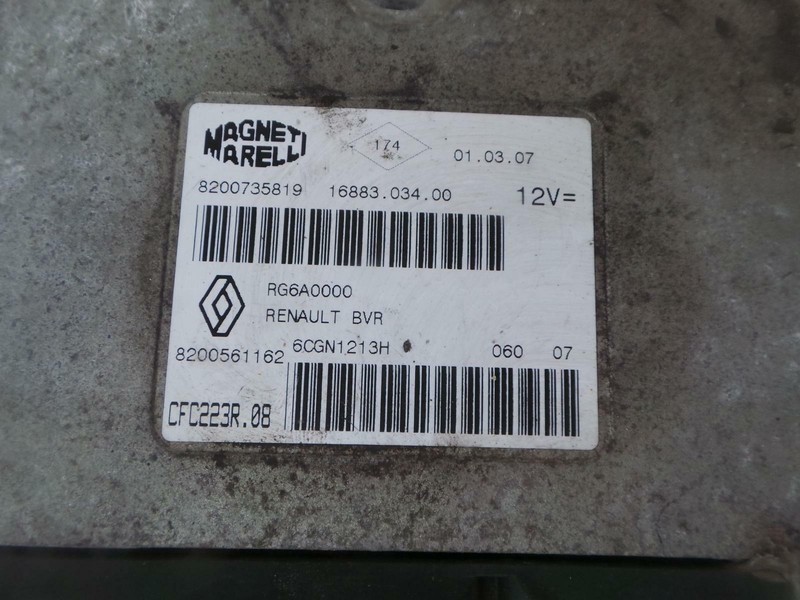 MAGNETI
MARELLI
174
01.03.07
8200735819 16883.034.00 12V=
RG6A0000
RENAULT BVR
8200561162 6CGN1213H 060 07
CFC223R.08